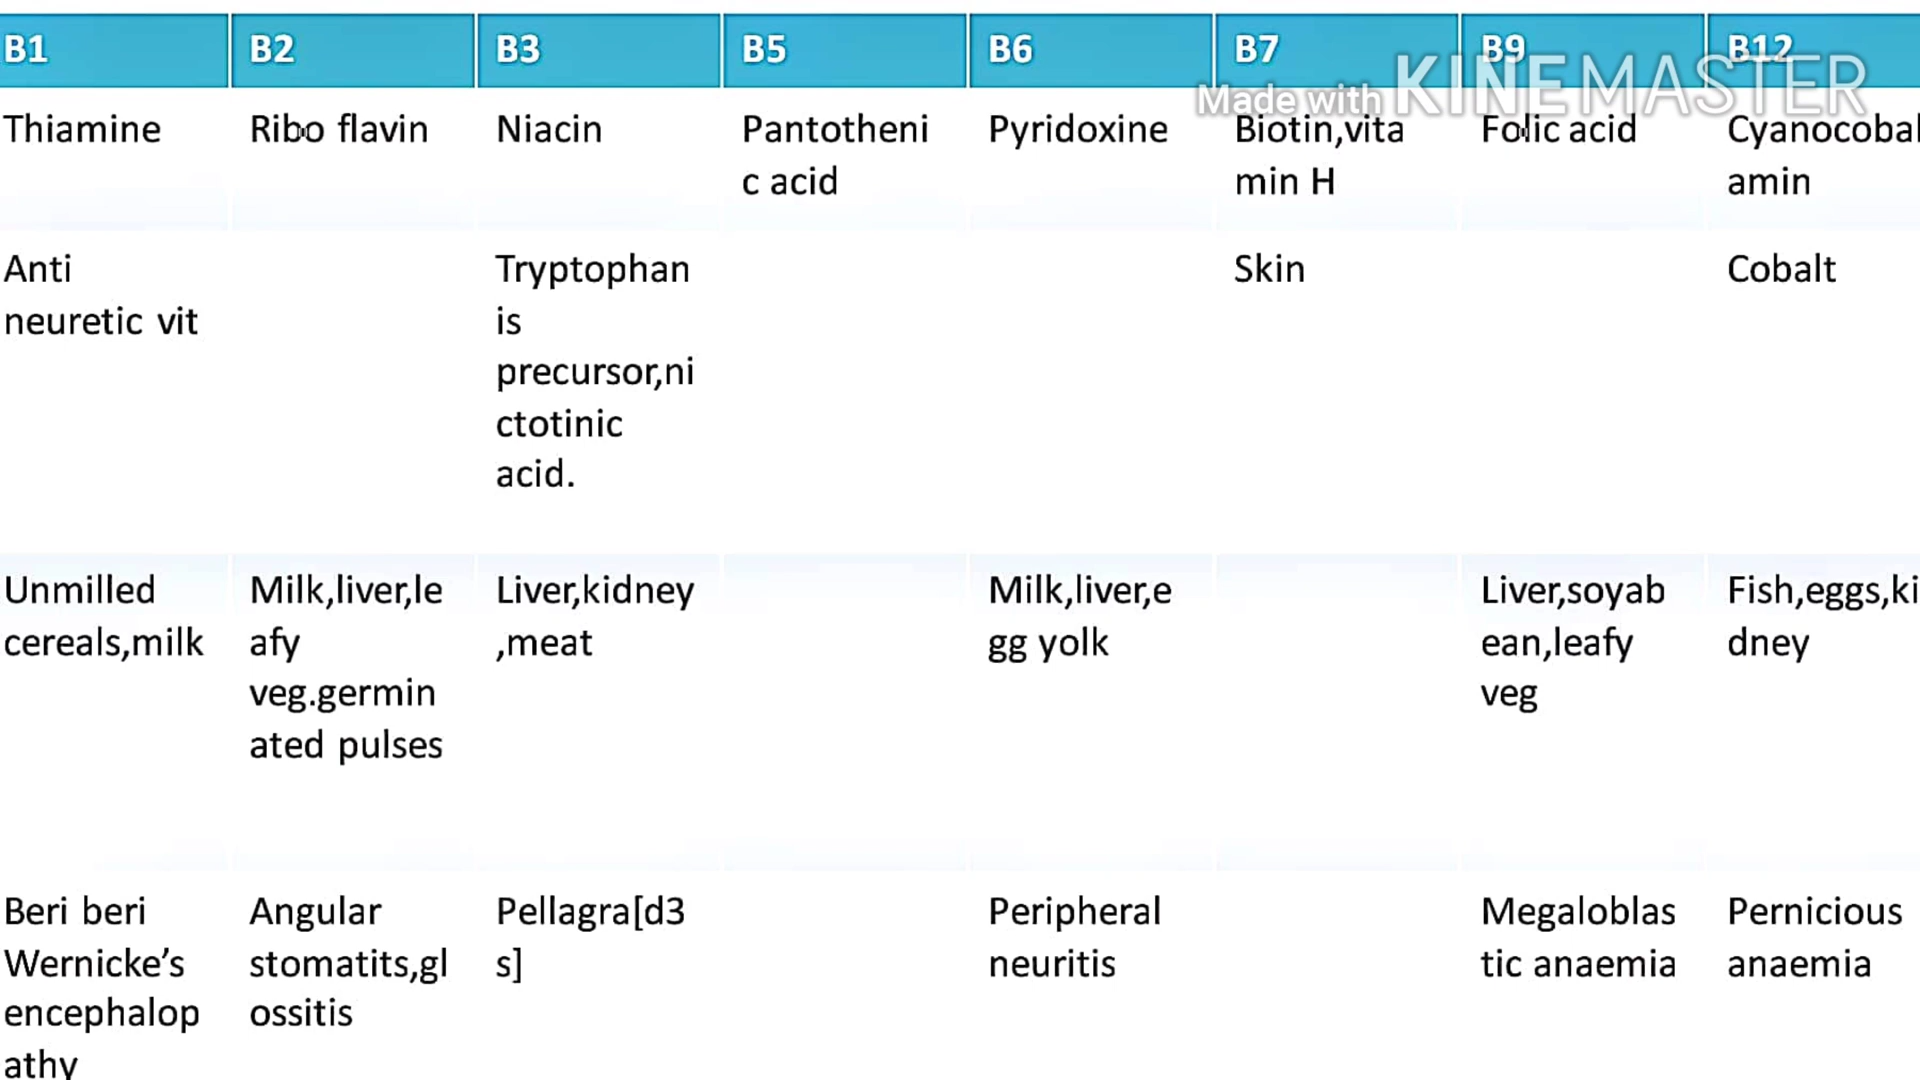 B1 B2 B3 B5 B6 B7 B9 B12
Made with KINEMASTER
Thiamine Ribo flavin Niacin Pantotheni Pyridoxine Biotin,vita Folic acid Cyanocobal
c acid min H amin
Anti Tryptophan Skin Cobalt
neuretic vit is
precursor,ni
ctotinic
acid.
Unmilled Milk,liver,le Liver,kidney Milk,liver,e Liver,soyab Fish,eggs,ki
cereals,milk afy ,meat gg yolk ean,leafy dney
veg.germin veg
ated pulses
Beri beri Angular Pellagra[d3 Peripheral Megaloblas Pernicious
Wernicke’s stomatits,gl s] neuritis tic anaemia anaemia
encephalop ossitis
athy